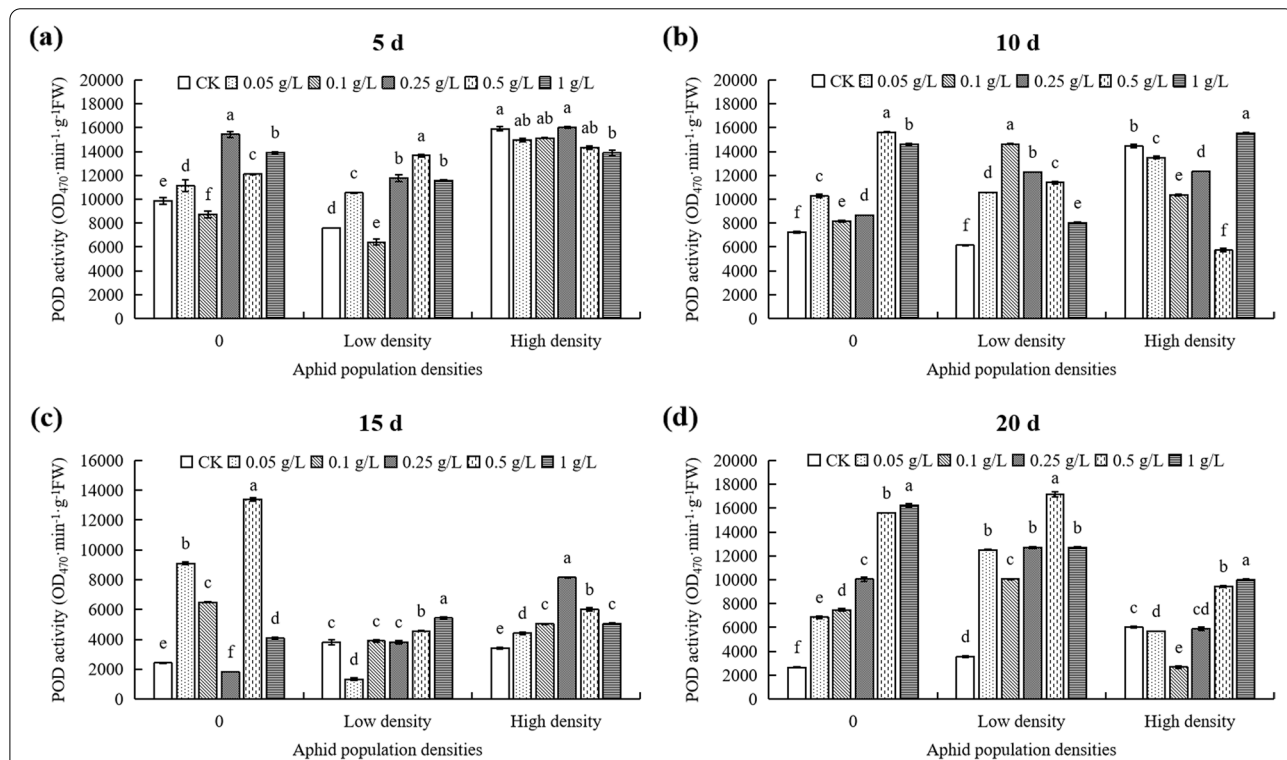 (a)
5 d
POD activity (OD470·min-1·g-1FW)
20000
18000
16000
14000
12000
10000
8000
6000
4000
2000
0
CK 0.05 g/L 0.1 g/L 0.25 g/L 0.5 g/L 1 g/L
e d f a c b
d c e b a b
a ab ab a ab b
0 Low density High density
Aphid population densities
(b)
10 d
POD activity (OD470·min-1·g-1FW)
20000
18000
16000
14000
12000
10000
8000
6000
4000
2000
0
CK 0.05 g/L 0.1 g/L 0.25 g/L 0.5 g/L 1 g/L
f c e d a b
f d a b c e
b c e d f a
0 Low density High density
Aphid population densities
(c)
15 d
POD activity (OD470·min-1·g-1FW)
16000
14000
12000
10000
8000
6000
4000
2000
0
CK 0.05 g/L 0.1 g/L 0.25 g/L 0.5 g/L 1 g/L
e b c f a d
c d c c b a
e d c a b c
0 Low density High density
Aphid population densities
(d)
20 d
POD activity (OD470·min-1·g-1FW)
20000
18000
16000
14000
12000
10000
8000
6000
4000
2000
0
CK 0.05 g/L 0.1 g/L 0.25 g/L 0.5 g/L 1 g/L
f e d c b a
d b c b a b
c d e cd b a
0 Low density High density
Aphid population densities